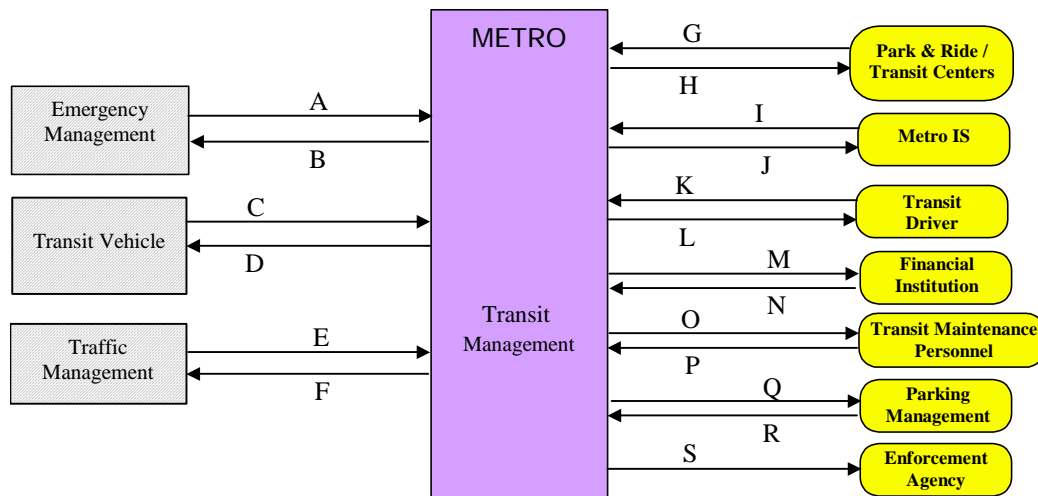 METRO
Transit
Management
Emergency
Management
A
B
Transit Vehicle
C
D
Traffic
Management
E
F
G
H
Park & Ride /
Transit Centers
I
J
Metro IS
K
L
Transit
Driver
M
N
Financial
Institution
O
P
Transit Maintenance
Personnel
Q
R
Parking
Management
S
Enforcement
Agency